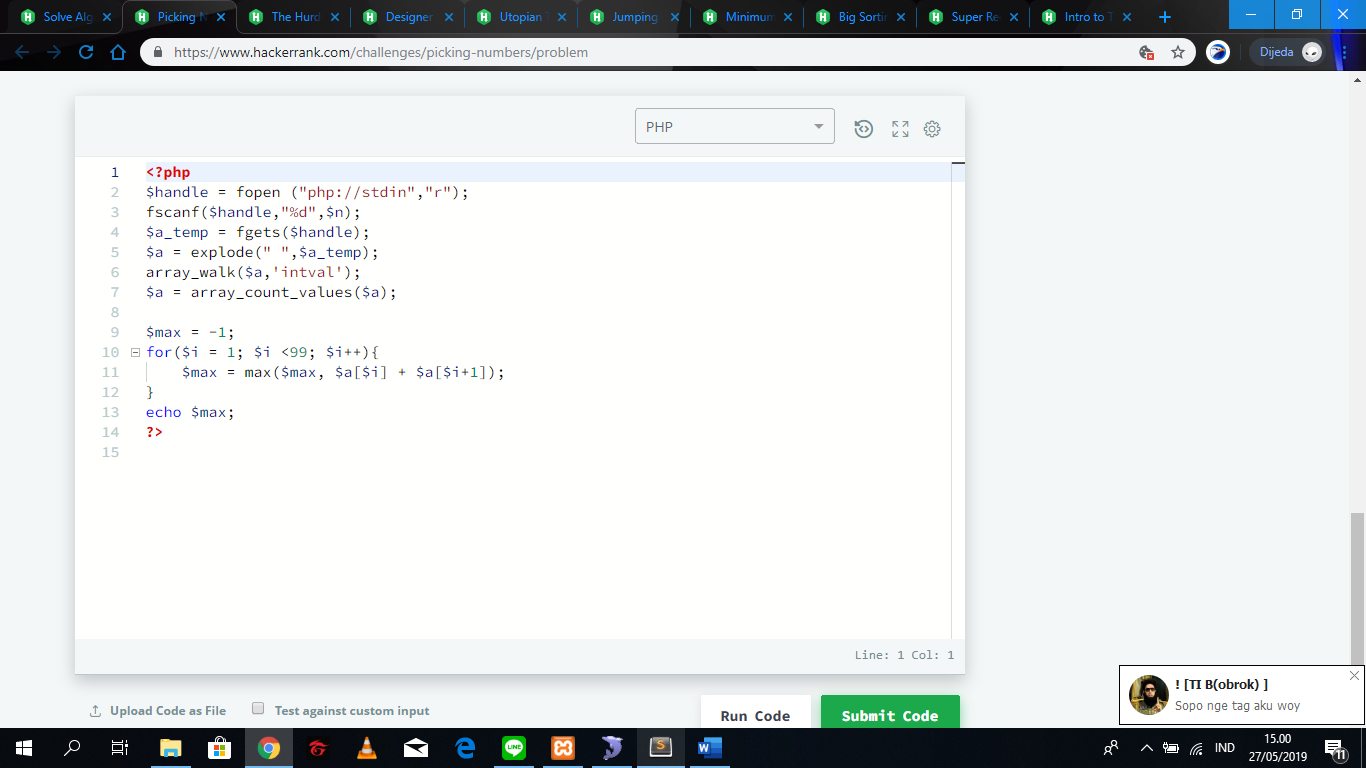 Solve Alg
Picking N
The Hurd
Designer
Utopian T
Jumping
Minimum
Big Sortin
Super Re
Intro to T
https://www.hackerrank.com/challenges/picking-numbers/problem
Dijeda
PHP
1 <?php
2 $handle = fopen ("php://stdin","r");
3 fscanf($handle,"%d",$n);
4 $a_temp = fgets($handle);
5 $a = explode(" ",$a_temp);
6 array_walk($a,'intval');
7 $a = array_count_values($a);
8
9 $max = -1;
10 for($i = 1; $i <99; $i++){
11 $max = max($max, $a[$i] + $a[$i+1]);
12 }
13 echo $max;
14 ?>
15
Line: 1 Col: 1
Upload Code as File
Test against custom input
Run Code
Submit Code
! [TI B(obrok) ]
Sopo nge tag aku woy
LINE
S
W
IND
15.00
27/05/2019
11